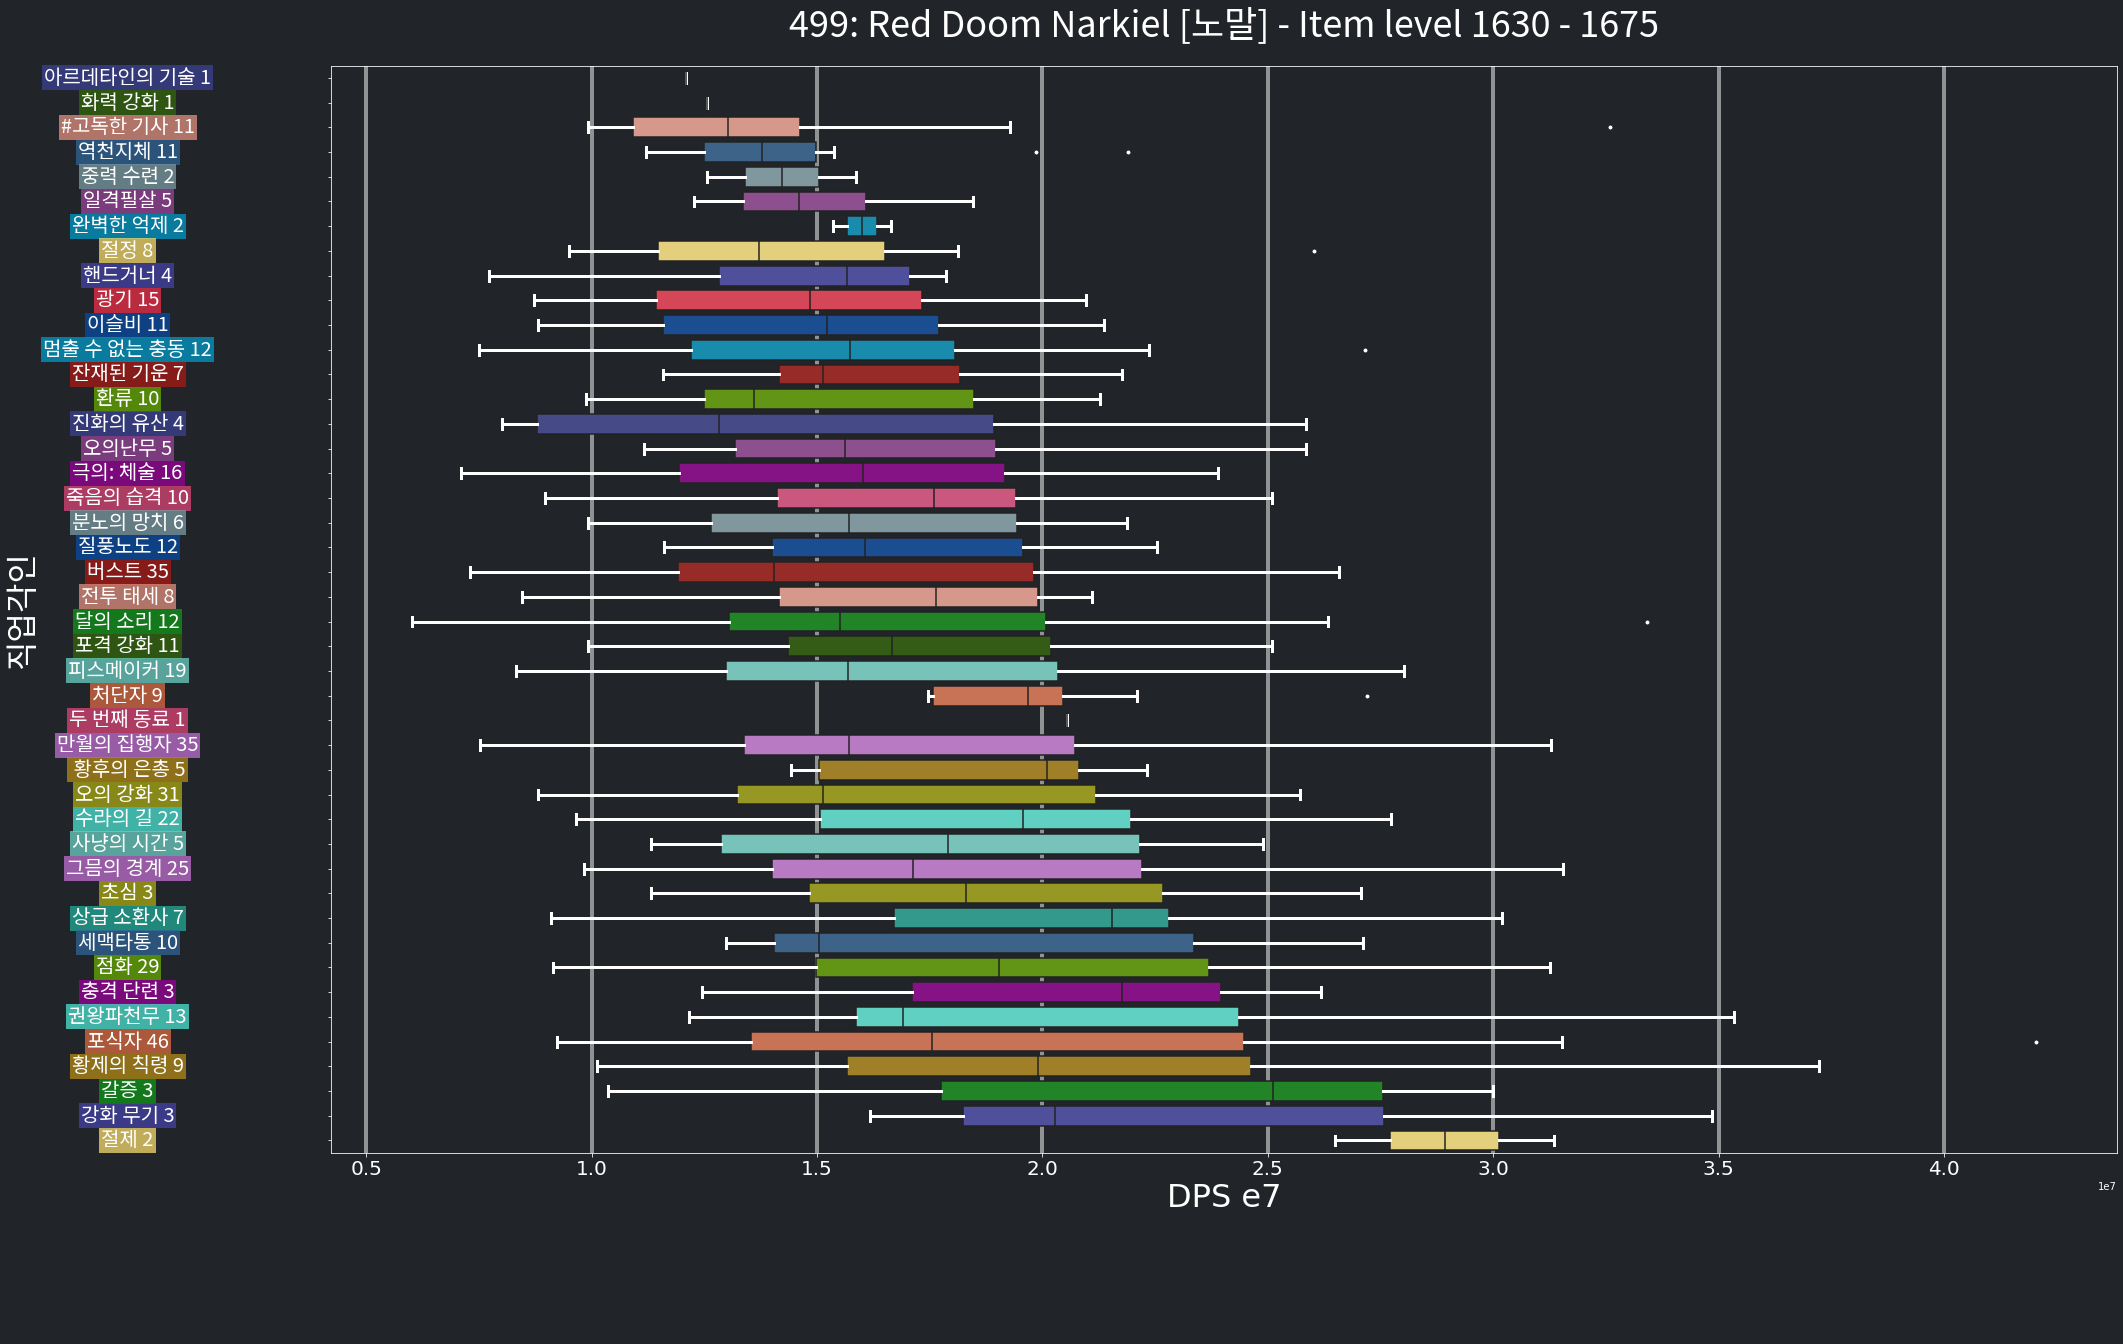 499: Red Doom Narkiel [노말] - Item level 1630 - 1675
직업각인
아르데타인의 기술 1
화력 강화 1
#고독한 기사 11
역천지체 11
중력 수련 2
일격필살 5
완벽한 억제 2
절정 8
핸드거너 4
광기 15
이슬비 11
멈출 수 없는 충동 12
잔재된 기운 7
환류 10
진화의 유산 4
오의난무 5
극의: 체술 16
죽음의 습격 10
분노의 망치 6
질풍노도 12
버스트 35
전투 태세 8
달의 소리 12
포격 강화 11
피스메이커 19
처단자 9
두 번째 동료 1
만월의 집행자 35
황후의 은총 5
오의 강화 31
수라의 길 22
사냥의 시간 5
그믐의 경계 25
초심 3
상급 소환사 7
세맥타통 10
점화 29
충격 단련 3
권왕파천무 13
포식자 46
황제의 칙령 9
갈증 3
강화 무기 3
절제 2
0.5 1.0 1.5 2.0 2.5 3.0 3.5 4.0
1e7
DPS e7